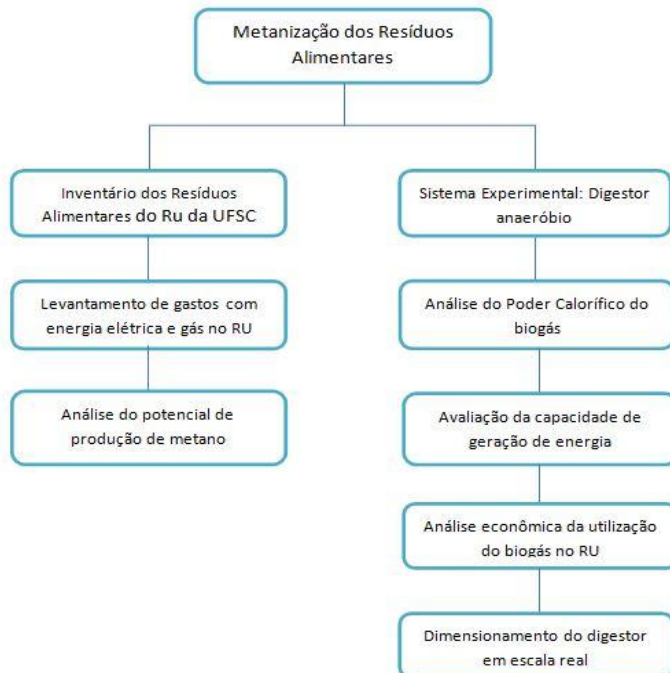 Metanização dos Resíduos
Alimentares
Inventário dos Resíduos
Alimentares do Ru da UFSC
Levantamento de gastos com
energia elétrica e gás no RU
Análise do potencial de
produção de metano
Sistema Experimental: Digestor
anaeróbio
Análise do Poder Calorífico do
biogás
Avaliação da capacidade de
geração de energia
Análise econômica da utilização
do biogás no RU
Dimensionamento do digestor
em escala real